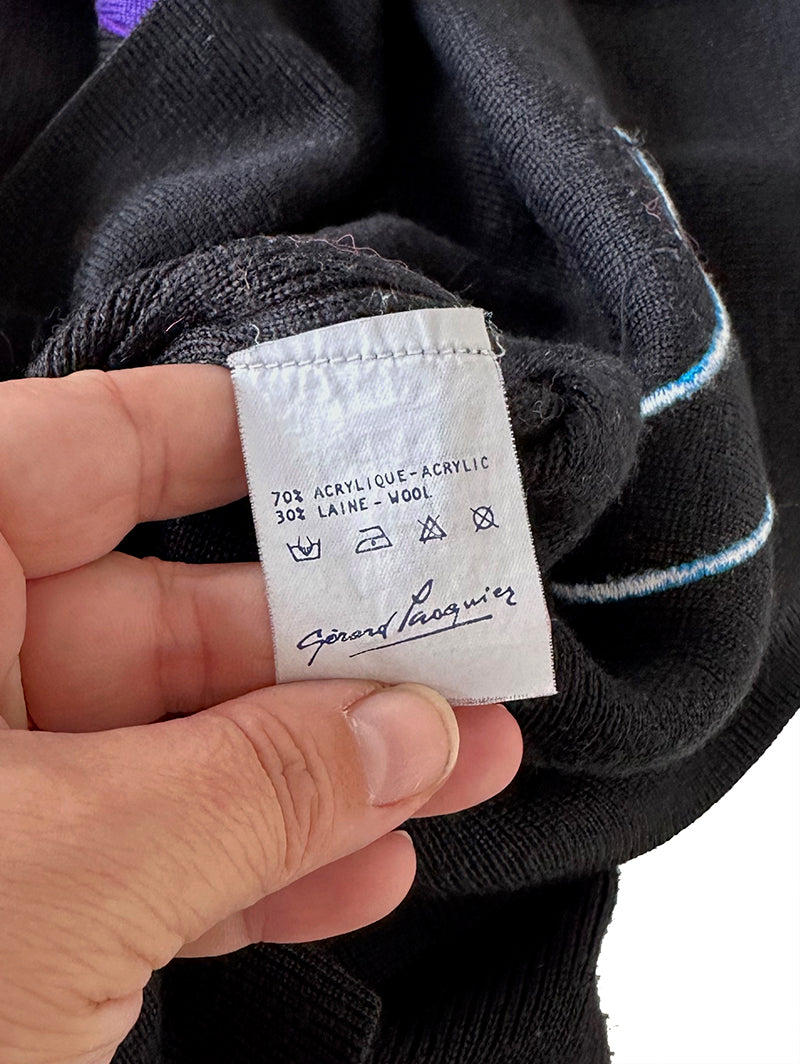 70% ACRYLIQUE-ACRYLIC
30% LAINE - WOOL
Gérard Pasquier